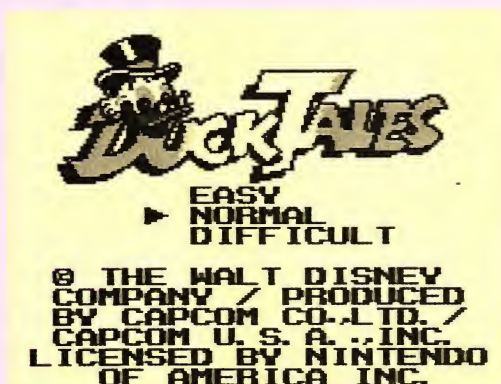 DUCKTALES
EASY
► NORMAL
DIFFICULT
© THE WALT DISNEY
COMPANY / PRODUCED
BY CAPCOM CO.,LTD. /
CAPCOM U. S. A. .,INC.
LICENSED BY NINTENDO
OF AMERICA INC.